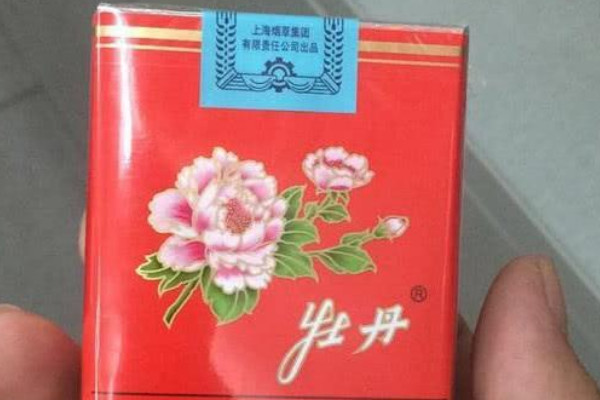 上海烟草集团
有限责任公司出品
牡丹®